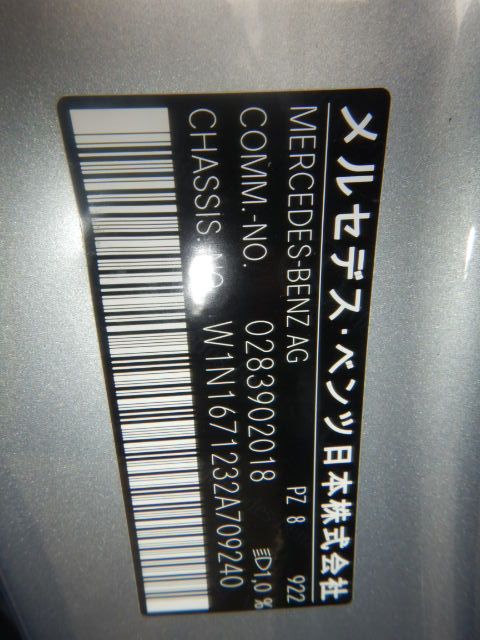 メルセデス・ベンツ日本株式会社
MERCEDES-BENZ AG PZ 8 922
COMM.-NO. 0283902018 1,0 %
CHASSIS. NO. W1N1671232A709240